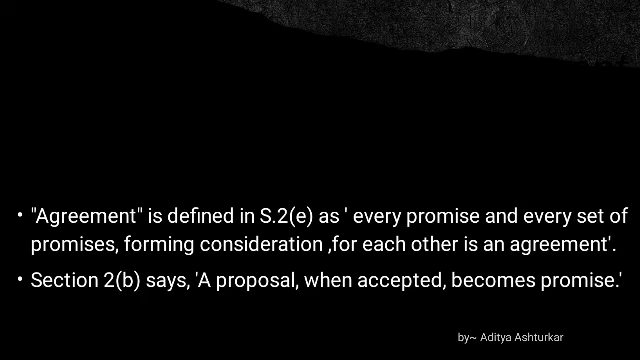 • "Agreement" is defined in S.2(e) as ' every promise and every set of
promises, forming consideration ,for each other is an agreement'.
• Section 2(b) says, 'A proposal, when accepted, becomes promise.'
by~ Aditya Ashturkar